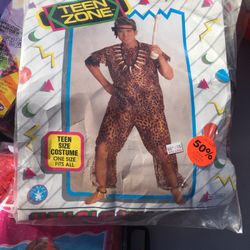 TEEN
ZONE
TEEN
SIZE
COSTUME
ONE SIZE
FITS ALL
50%